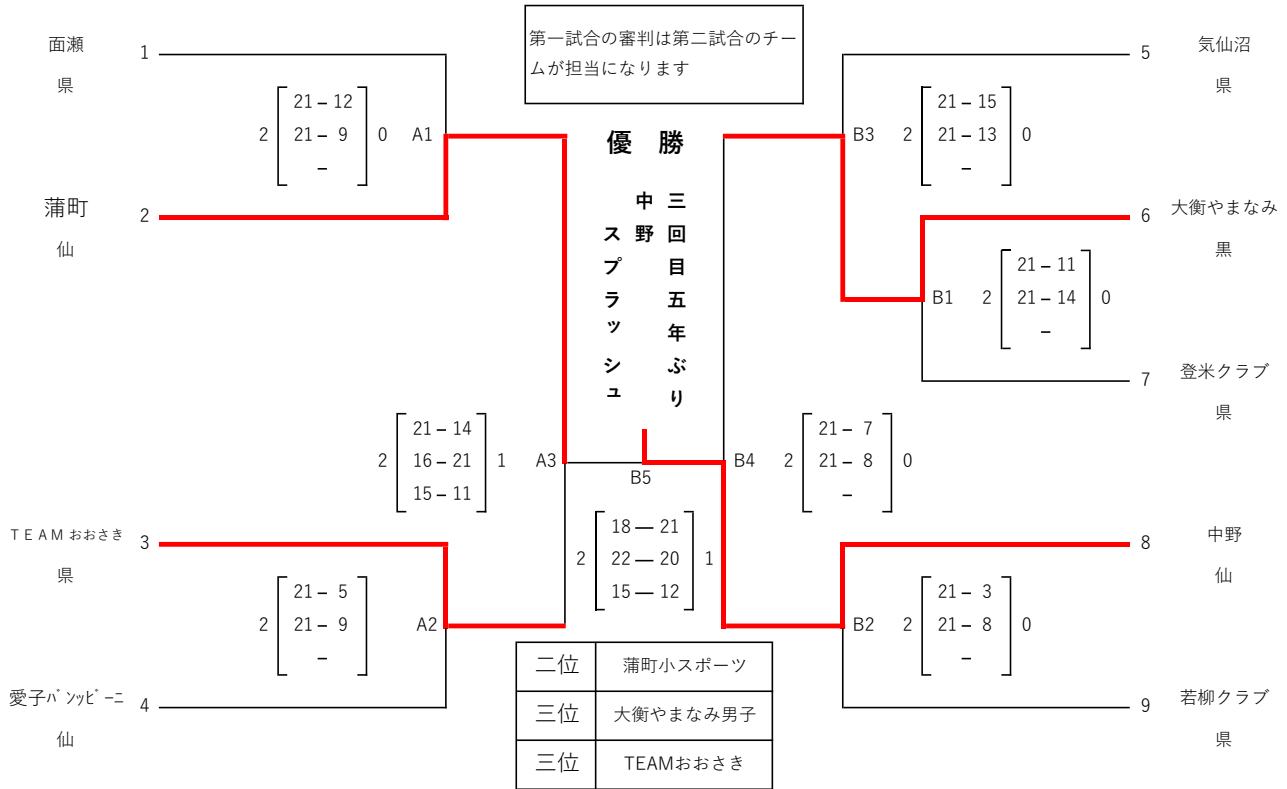 第一試合の審判は第二試合のチー
ムが担当になります
面瀬
1
県
21 – 12
2 21 – 9 0
–
A1
蒲町
2
仙
優 勝
三回目五年ぶり
中野
スプラッシュ
5
気仙沼
県
B3
21 – 15
2 21 – 13 0
–
6
大衡やまなみ
黒
B1
21 – 11
2 21 – 14 0
–
7
登米クラブ
県
21 – 14
2 16 – 21 1
15 – 11
A3
B5
B4
21 – 7
2 21 – 8 0
–
18 — 21
2 22 — 20 1
15 — 12
TEAMおおさき
3
県
21 – 5
2 21 – 9 0
–
A2
愛子バンッビーニ
4
仙
8
中野
仙
B2
21 – 3
2 21 – 8 0
–
9
若柳クラブ
県
二位 蒲町小スポーツ
三位 大衡やまなみ男子
三位 TEAMおおさき